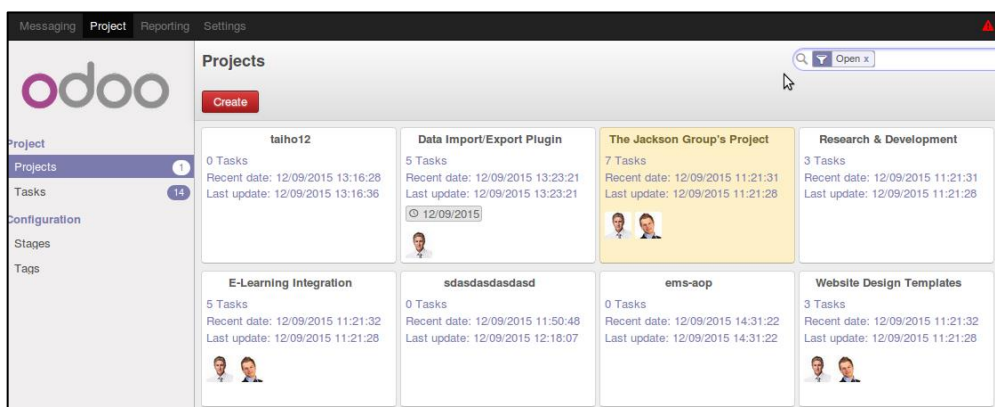 Messaging Project Reporting Settings
odoo
Projects
Open x
Create
Project
Projects 1
Tasks 14
Configuration
Stages
Tags
taiho12
0 Tasks
Recent date: 12/09/2015 13:16:28
Last update: 12/09/2015 13:16:36
Data Import/Export Plugin
5 Tasks
Recent date: 12/09/2015 13:23:21
Last update: 12/09/2015 13:23:21
12/09/2015
The Jackson Group's Project
7 Tasks
Recent date: 12/09/2015 11:21:31
Last update: 12/09/2015 11:21:28
Research & Development
3 Tasks
Recent date: 12/09/2015 11:21:31
Last update: 12/09/2015 11:21:28
E-Learning Integration
5 Tasks
Recent date: 12/09/2015 11:21:32
Last update: 12/09/2015 11:21:28
sdasdasdasdasd
0 Tasks
Recent date: 12/09/2015 11:50:48
Last update: 12/09/2015 12:18:07
ems-aop
0 Tasks
Recent date: 12/09/2015 14:31:22
Last update: 12/09/2015 14:31:22
Website Design Templates
3 Tasks
Recent date: 12/09/2015 11:21:32
Last update: 12/09/2015 11:21:28